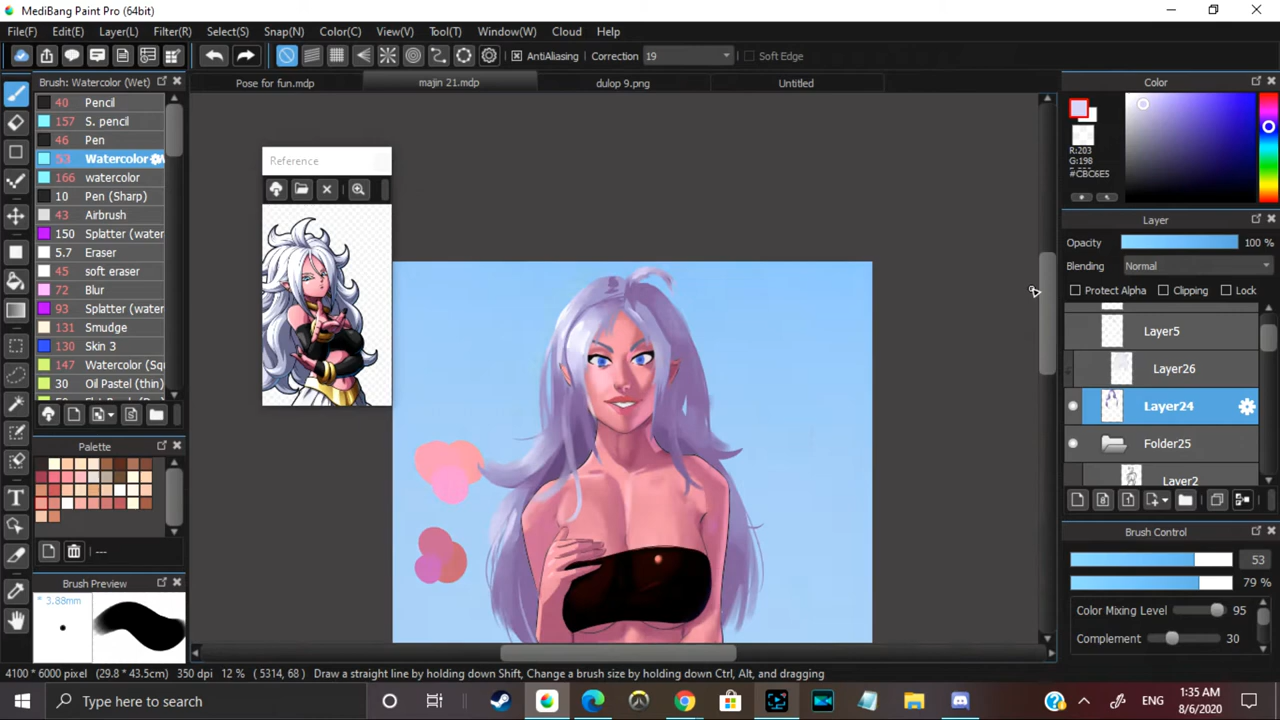 MediBang Paint Pro (64bit)
File(F) Edit(E) Layer(L) Filter(R) Select(S) Snap(N) Color(C) View(V) Tool(T) Window(W) Cloud Help
AntiAliasing Correction 19 Soft Edge
Brush: Watercolor (Wet)
Pose for fun.mdp majin 21.mdp dulop 9.png Untitled
40 Pencil
157 S. pencil
46 Pen
53 Watercolor
166 watercolor
10 Pen (Sharp)
43 Airbrush
150 Splatter (water
5.7 Eraser
45 soft eraser
72 Blur
93 Splatter (water
131 Smudge
130 Skin 3
147 Watercolor (Sq
30 Oil Pastel (thin)
Palette
---
Brush Preview
* 3.88mm
Reference
Color
R:203
G:198
#CBC6E5
Layer
Opacity 100 %
Blending Normal
Protect Alpha Clipping Lock
Layer5
Layer26
Layer24
Folder25
Layer2
Brush Control
53
79 %
Color Mixing Level 95
Complement 30
4100 * 6000 pixel (29.8 * 43.5cm) 350 dpi 12 % ( 5314, 68 ) Draw a straight line by holding down Shift, Change a brush size by holding down Ctrl, Alt, and dragging
Type here to search
ENG
1:35 AM
8/6/2020